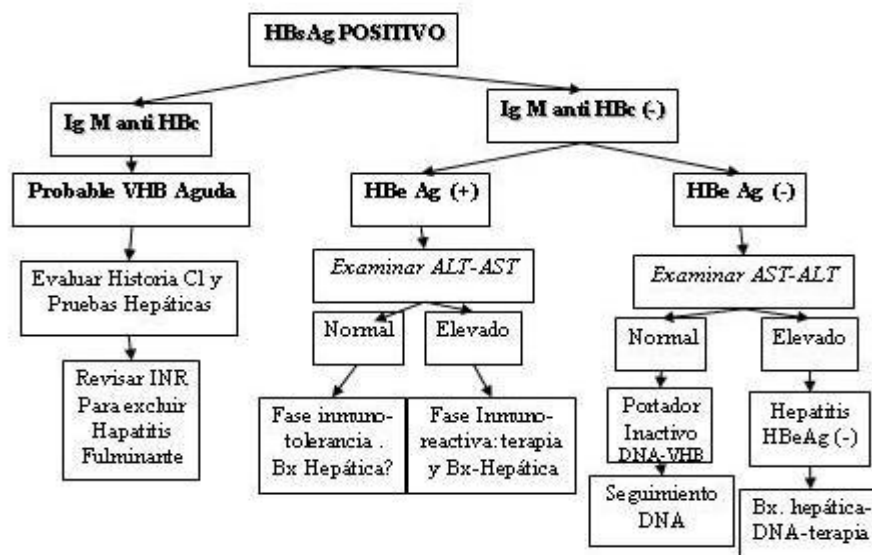 HBsAg POSITIVO
Ig M anti HBc
Ig M anti HBc (-)
Probable VHB Aguda
HBe Ag (+)
HBe Ag (-)
Evaluar Historia Cl y
Pruebas Hepáticas
Examinar ALT-AST
Examinar AST-ALT
Normal
Elevado
Normal
Elevado
Revisar INR
Para excluir
Hapatitis
Fulminante
Fase inmuno-
tolerancia .
Bx Hepática?
Fase Inmuno-
reactiva: terapia
y Bx-Hepática
Portador
Inactivo
DNA-VHB
Hepatitis
HBeAg (-)
Seguimiento
DNA
Bx. hepática-
DNA-terapia